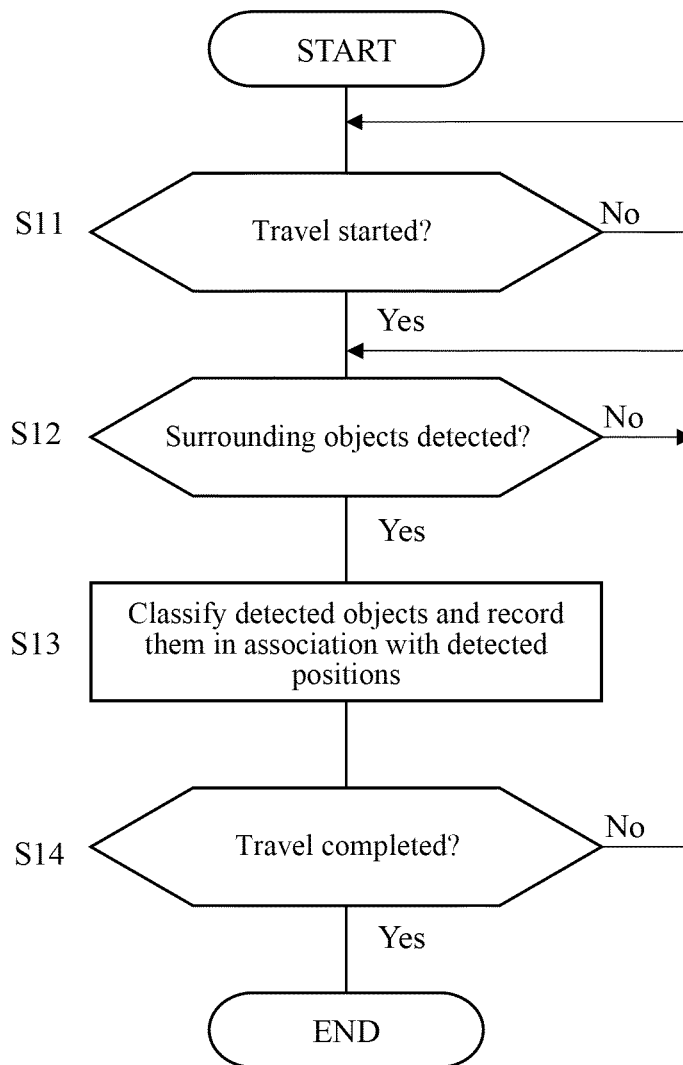 START
S11
Travel started?
No
Yes
S12
Surrounding objects detected?
No
Yes
S13
Classify detected objects and record
them in association with detected
positions
S14
Travel completed?
No
Yes
END